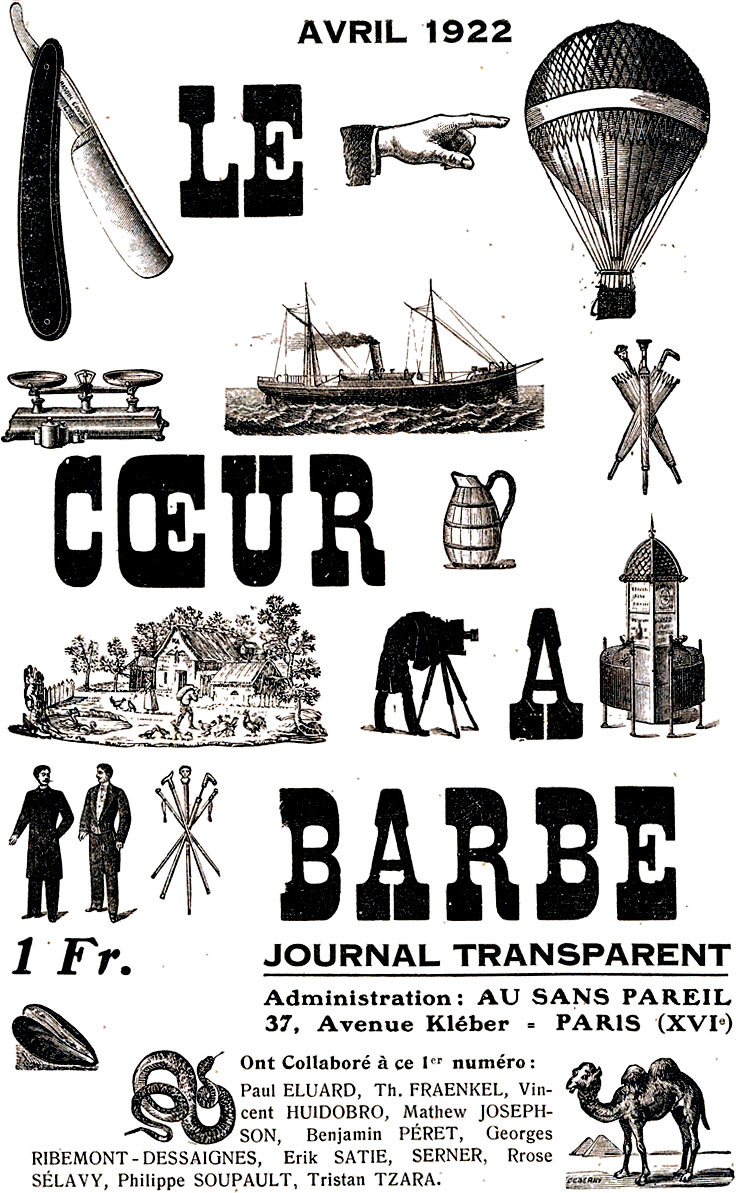 AVRIL 1922
LE
CŒUR
A
BARBE
1 Fr.
JOURNAL TRANSPARENT
Administration : AU SANS PAREIL
37, Avenue Kléber = PARIS (XVIe)
Ont Collaboré à ce 1er numéro :
Paul ELUARD, Th. FRAENKEL, Vin-
cent HUIDOBRO, Mathew JOSEPH-
SON, Benjamin PÉRET, Georges
RIBEMONT-DESSAIGNES, Erik SATIE, SERNER, Rrose
SÉLAVY, Philippe SOUPAULT, Tristan TZARA.